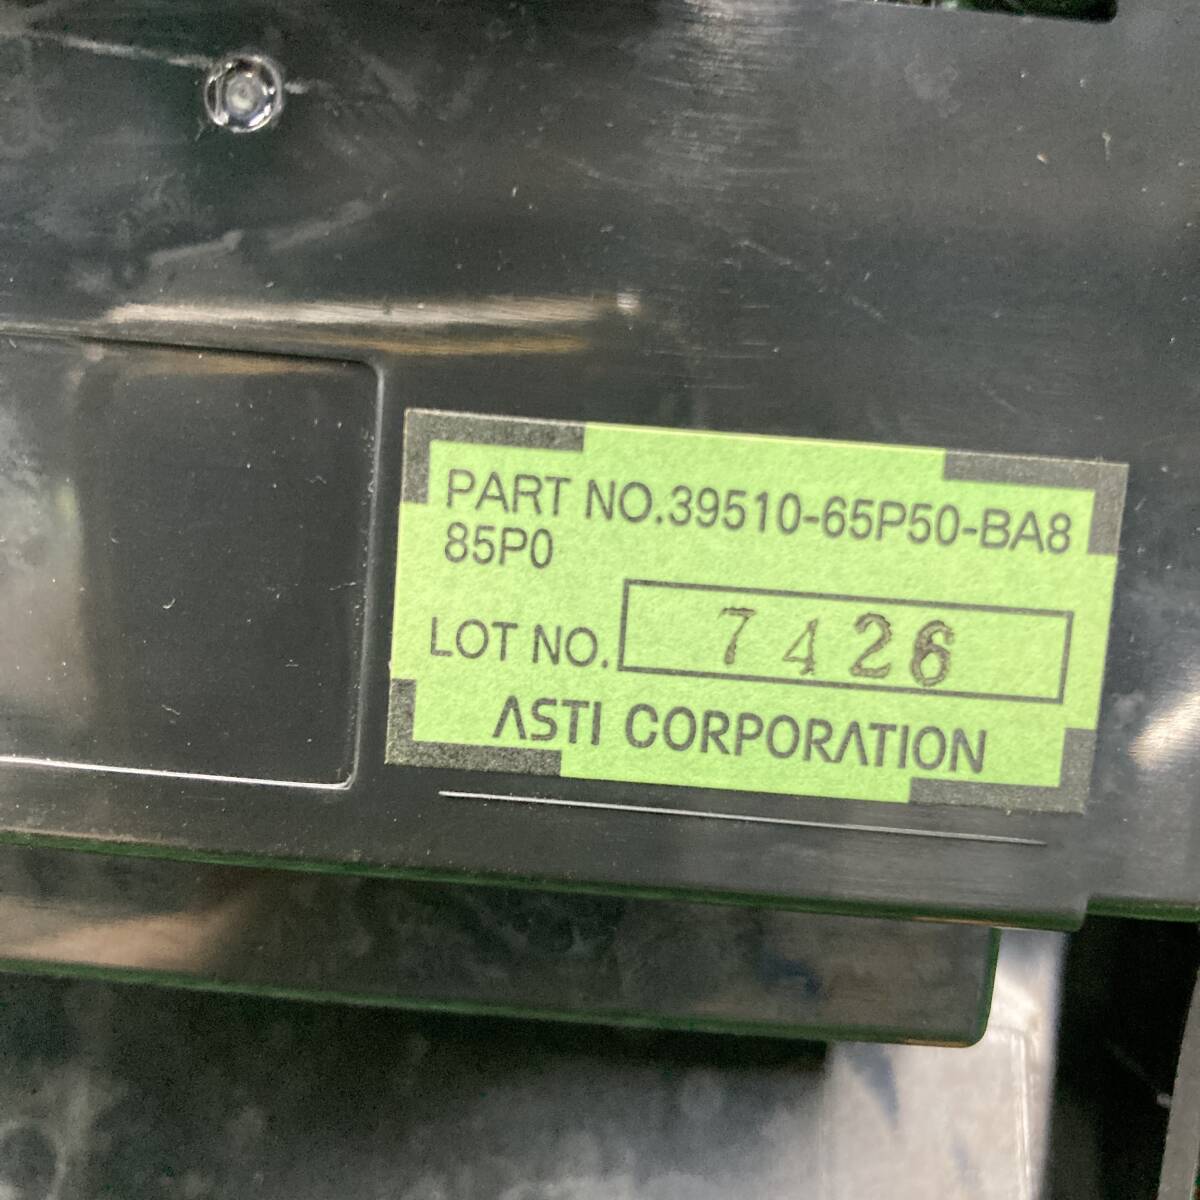 PART NO.39510-65P50-BA8
85P0
LOT NO. 7426
ASTI CORPORATION